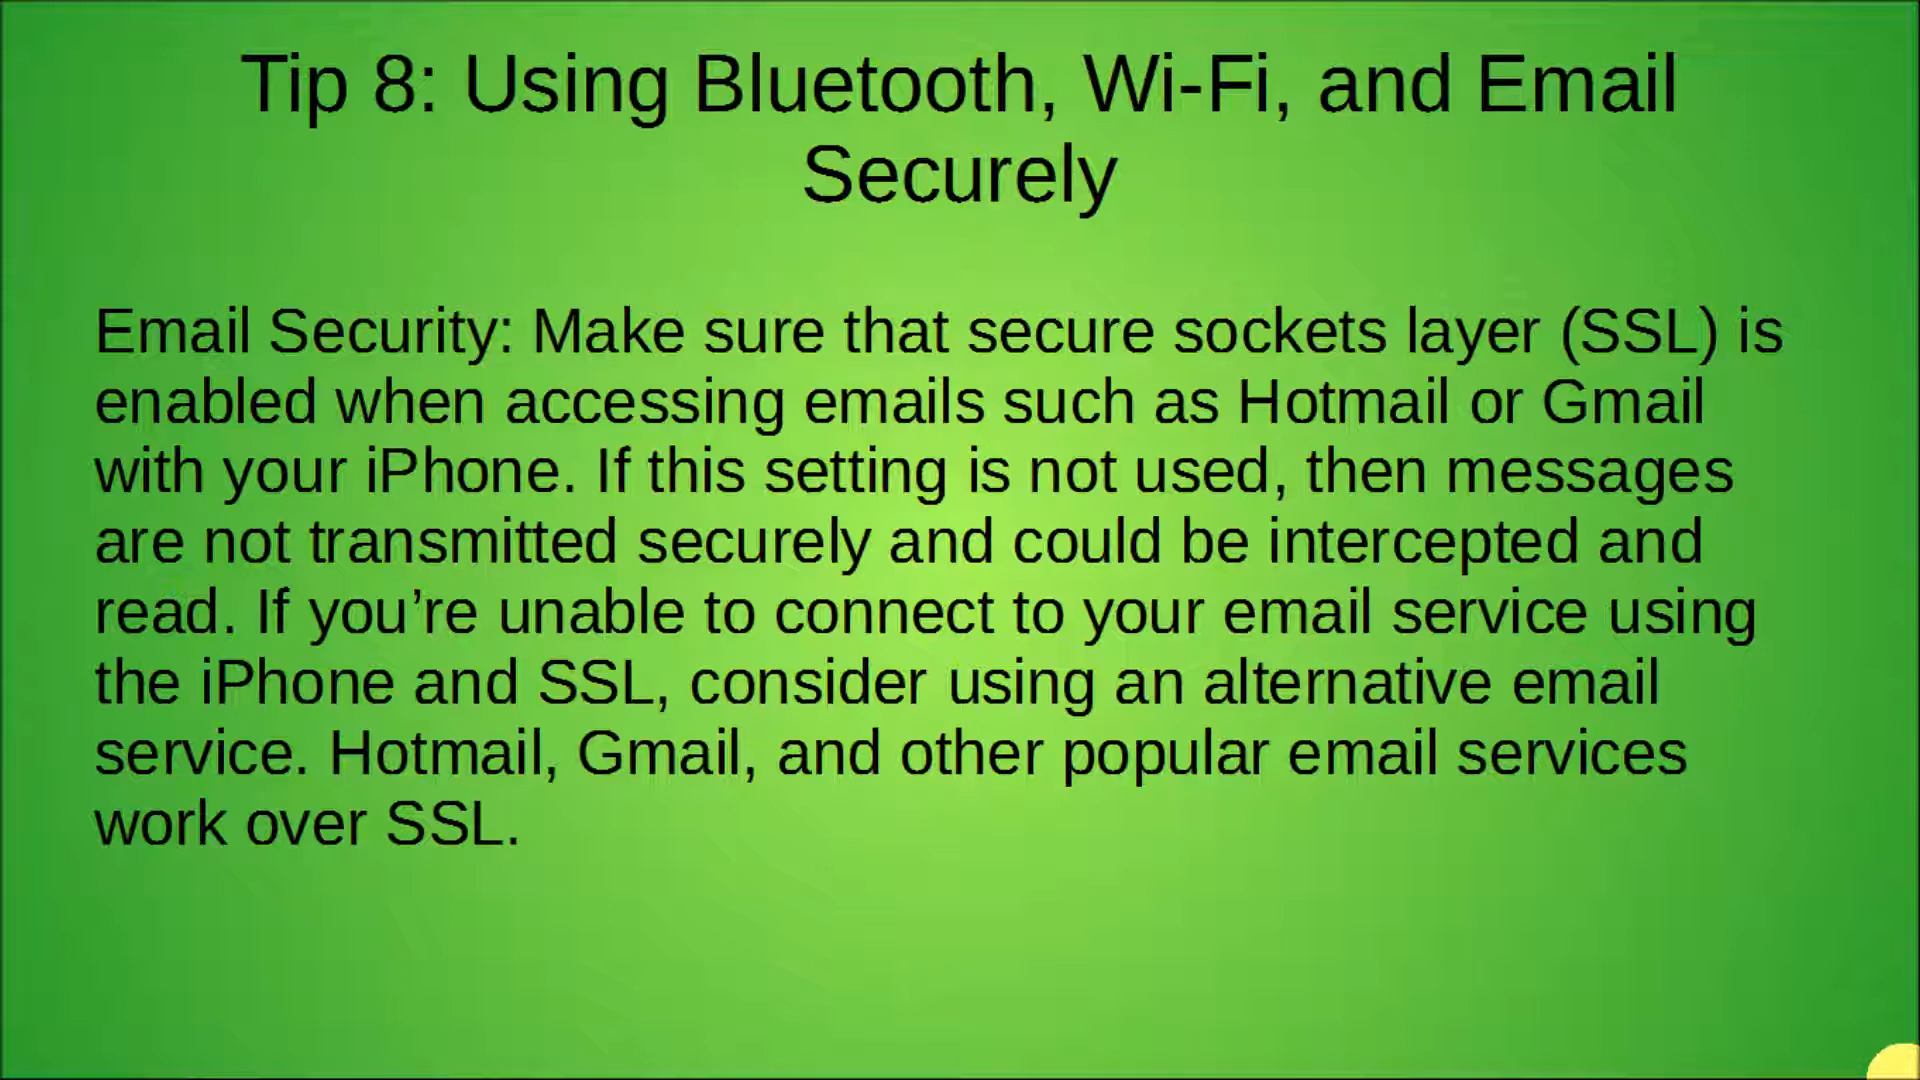 Tip 8: Using Bluetooth, Wi-Fi, and Email
Securely
Email Security: Make sure that secure sockets layer (SSL) is
enabled when accessing emails such as Hotmail or Gmail
with your iPhone. If this setting is not used, then messages
are not transmitted securely and could be intercepted and
read. If you’re unable to connect to your email service using
the iPhone and SSL, consider using an alternative email
service. Hotmail, Gmail, and other popular email services
work over SSL.